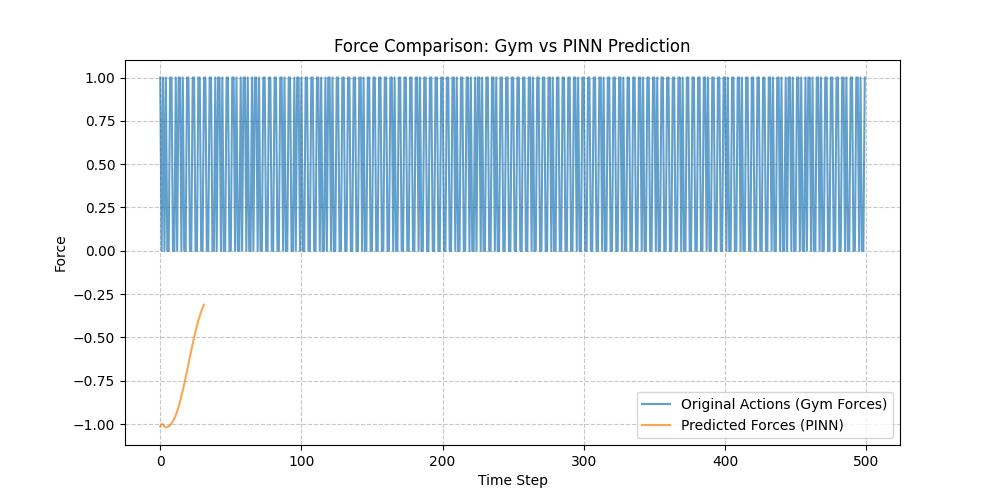 Force Comparison: Gym vs PINN Prediction
1.00
0.75
0.50
0.25
0.00
−0.25
−0.50
−0.75
−1.00
Force
Original Actions (Gym Forces)
Predicted Forces (PINN)
0 100 200 300 400 500
Time Step